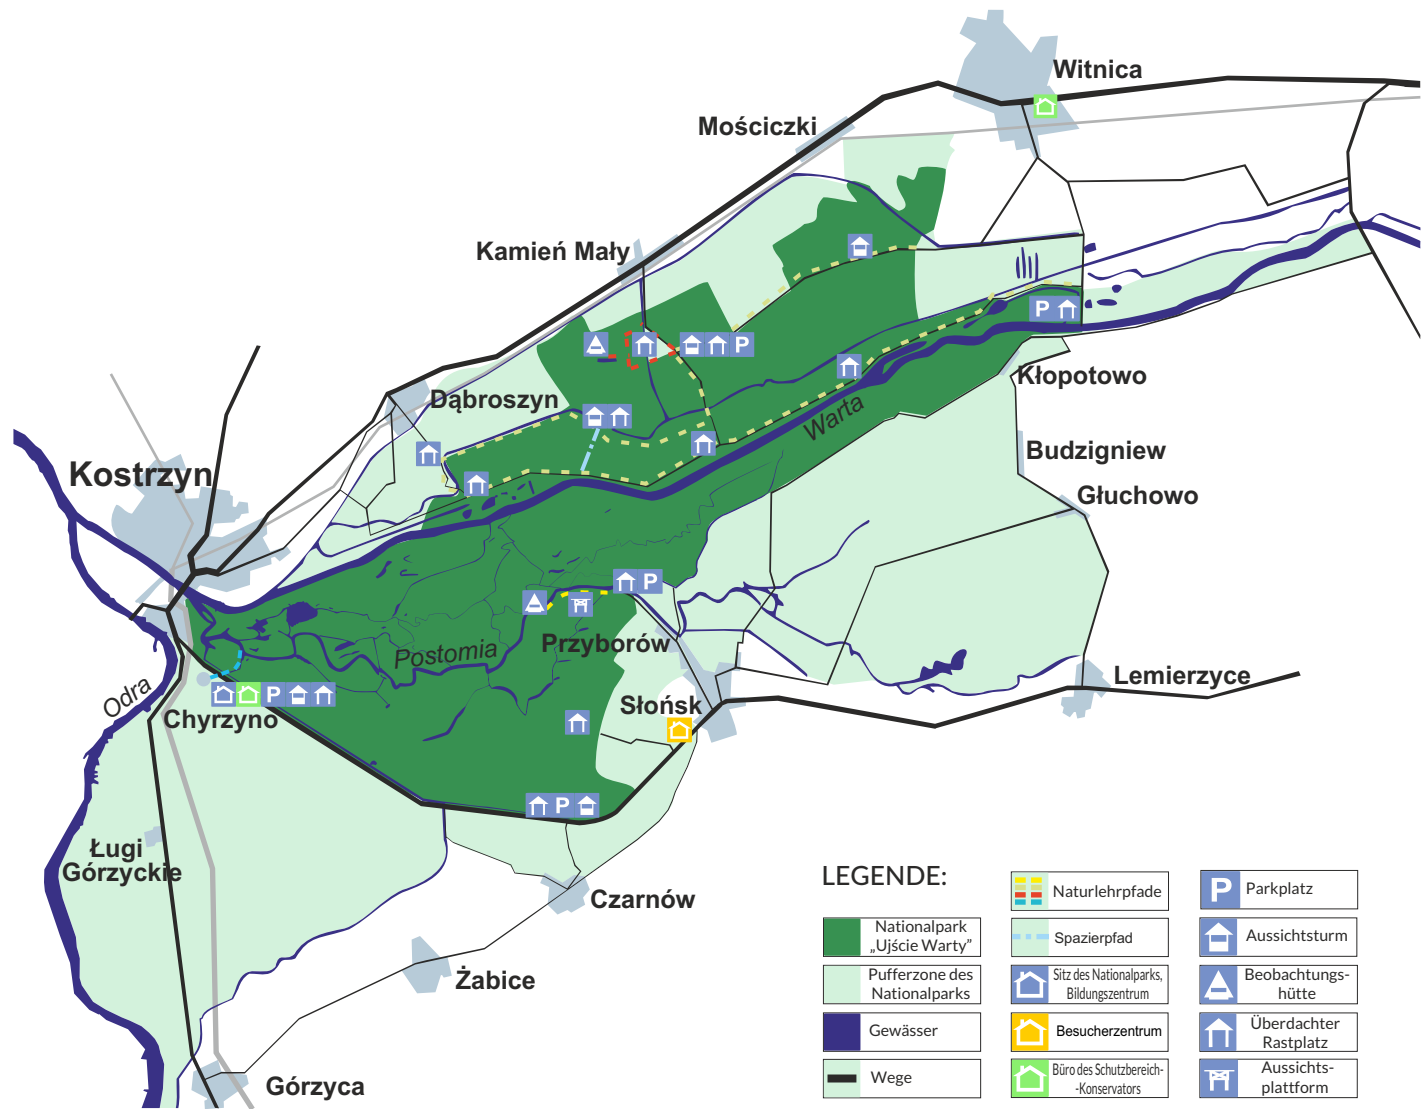 Witnica
Mościczki
Kamień Mały
P
P
Kłopotowo
Dąbroszyn
Warta
Budzigniew
Kostrzyn
Głuchowo
P
Przyborów
Postomia
Lemierzyce
Odra
P
Słońsk
Chyrzyno
P
Ługi
Górzyckie
Czarnów
Żabice
Górzyca
LEGENDE:
Nationalpark
„Ujście Warty”
Pufferzone des
Nationalparks
Gewässer
Wege
Naturlehrpfade
Spazierpfad
Sitz des Nationalparks,
Bildungszentrum
Besucherzentrum
Büro des Schutzbereich-
-Konservators
P Parkplatz
Aussichtsturm
Beobachtungs-
hütte
Überdachter
Rastplatz
Aussichts-
plattform